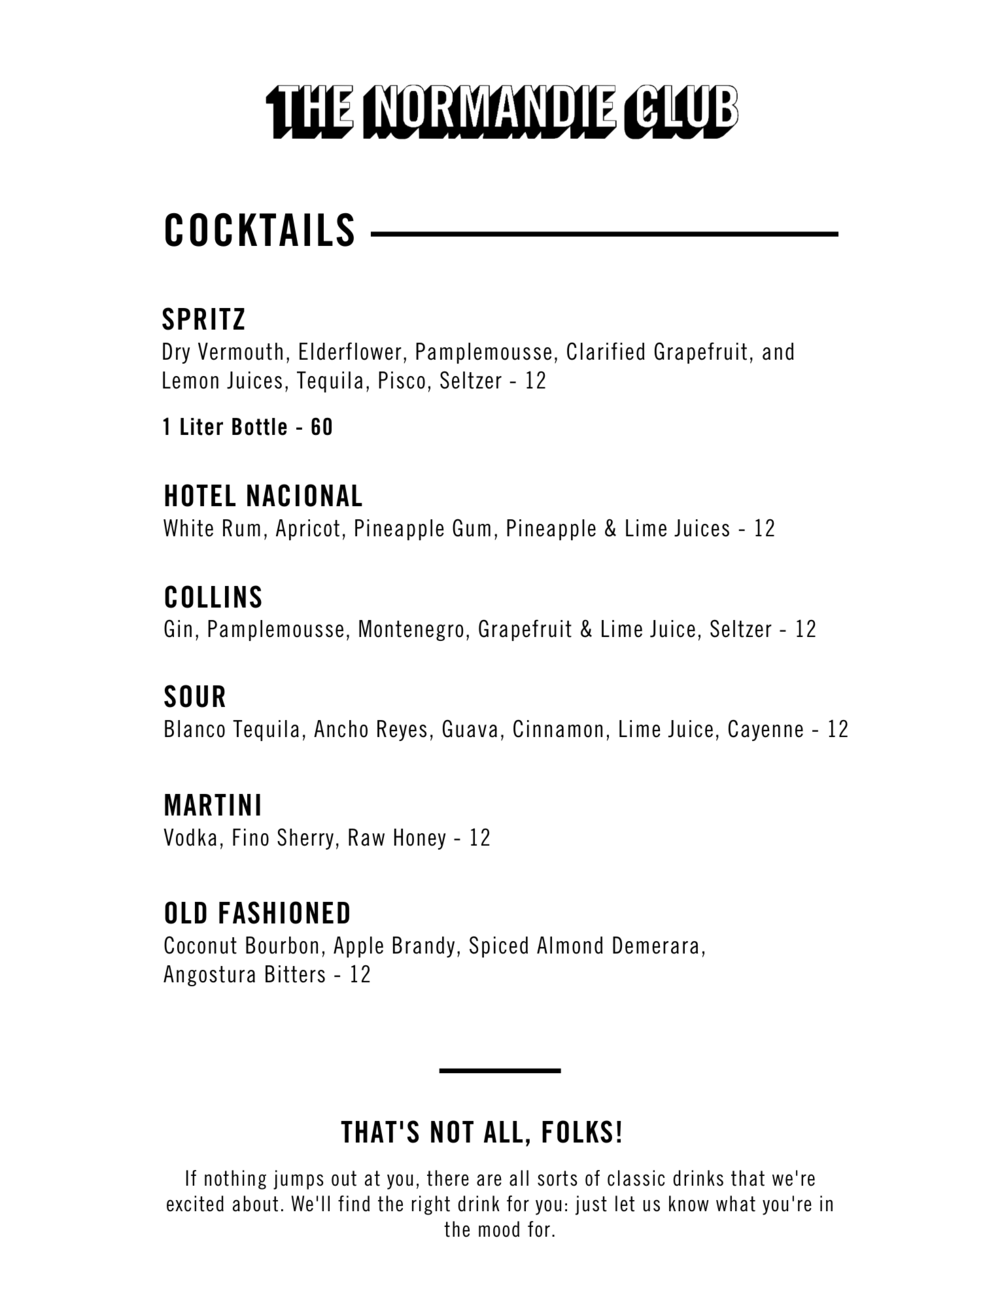 THE NORMANDIE CLUB
COCKTAILS
SPRITZ
Dry Vermouth, Elderflower, Pamplemousse, Clarified Grapefruit, and
Lemon Juices, Tequila, Pisco, Seltzer - 12
1 Liter Bottle - 60
HOTEL NACIONAL
White Rum, Apricot, Pineapple Gum, Pineapple & Lime Juices - 12
COLLINS
Gin, Pamplemousse, Montenegro, Grapefruit & Lime Juice, Seltzer - 12
SOUR
Blanco Tequila, Ancho Reyes, Guava, Cinnamon, Lime Juice, Cayenne - 12
MARTINI
Vodka, Fino Sherry, Raw Honey - 12
OLD FASHIONED
Coconut Bourbon, Apple Brandy, Spiced Almond Demerara,
Angostura Bitters - 12
THAT'S NOT ALL, FOLKS!
If nothing jumps out at you, there are all sorts of classic drinks that we're
excited about. We'll find the right drink for you: just let us know what you're in
the mood for.